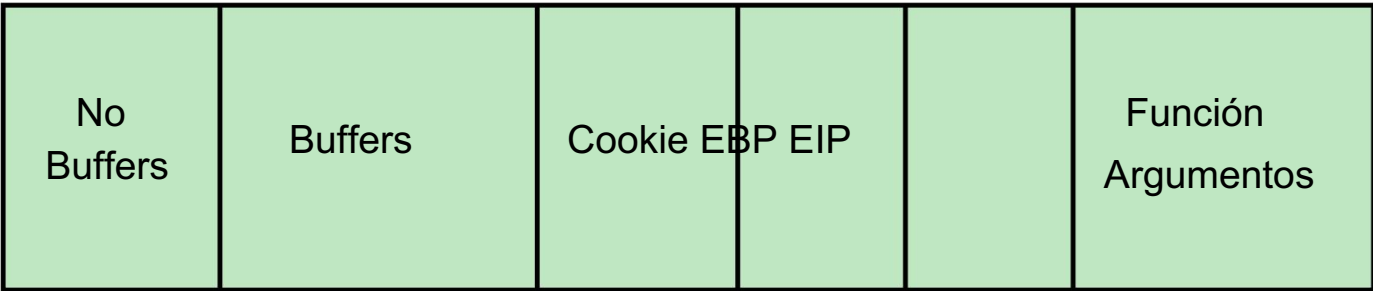 No
Buffers
Buffers
Cookie EBP EIP
Función
Argumentos